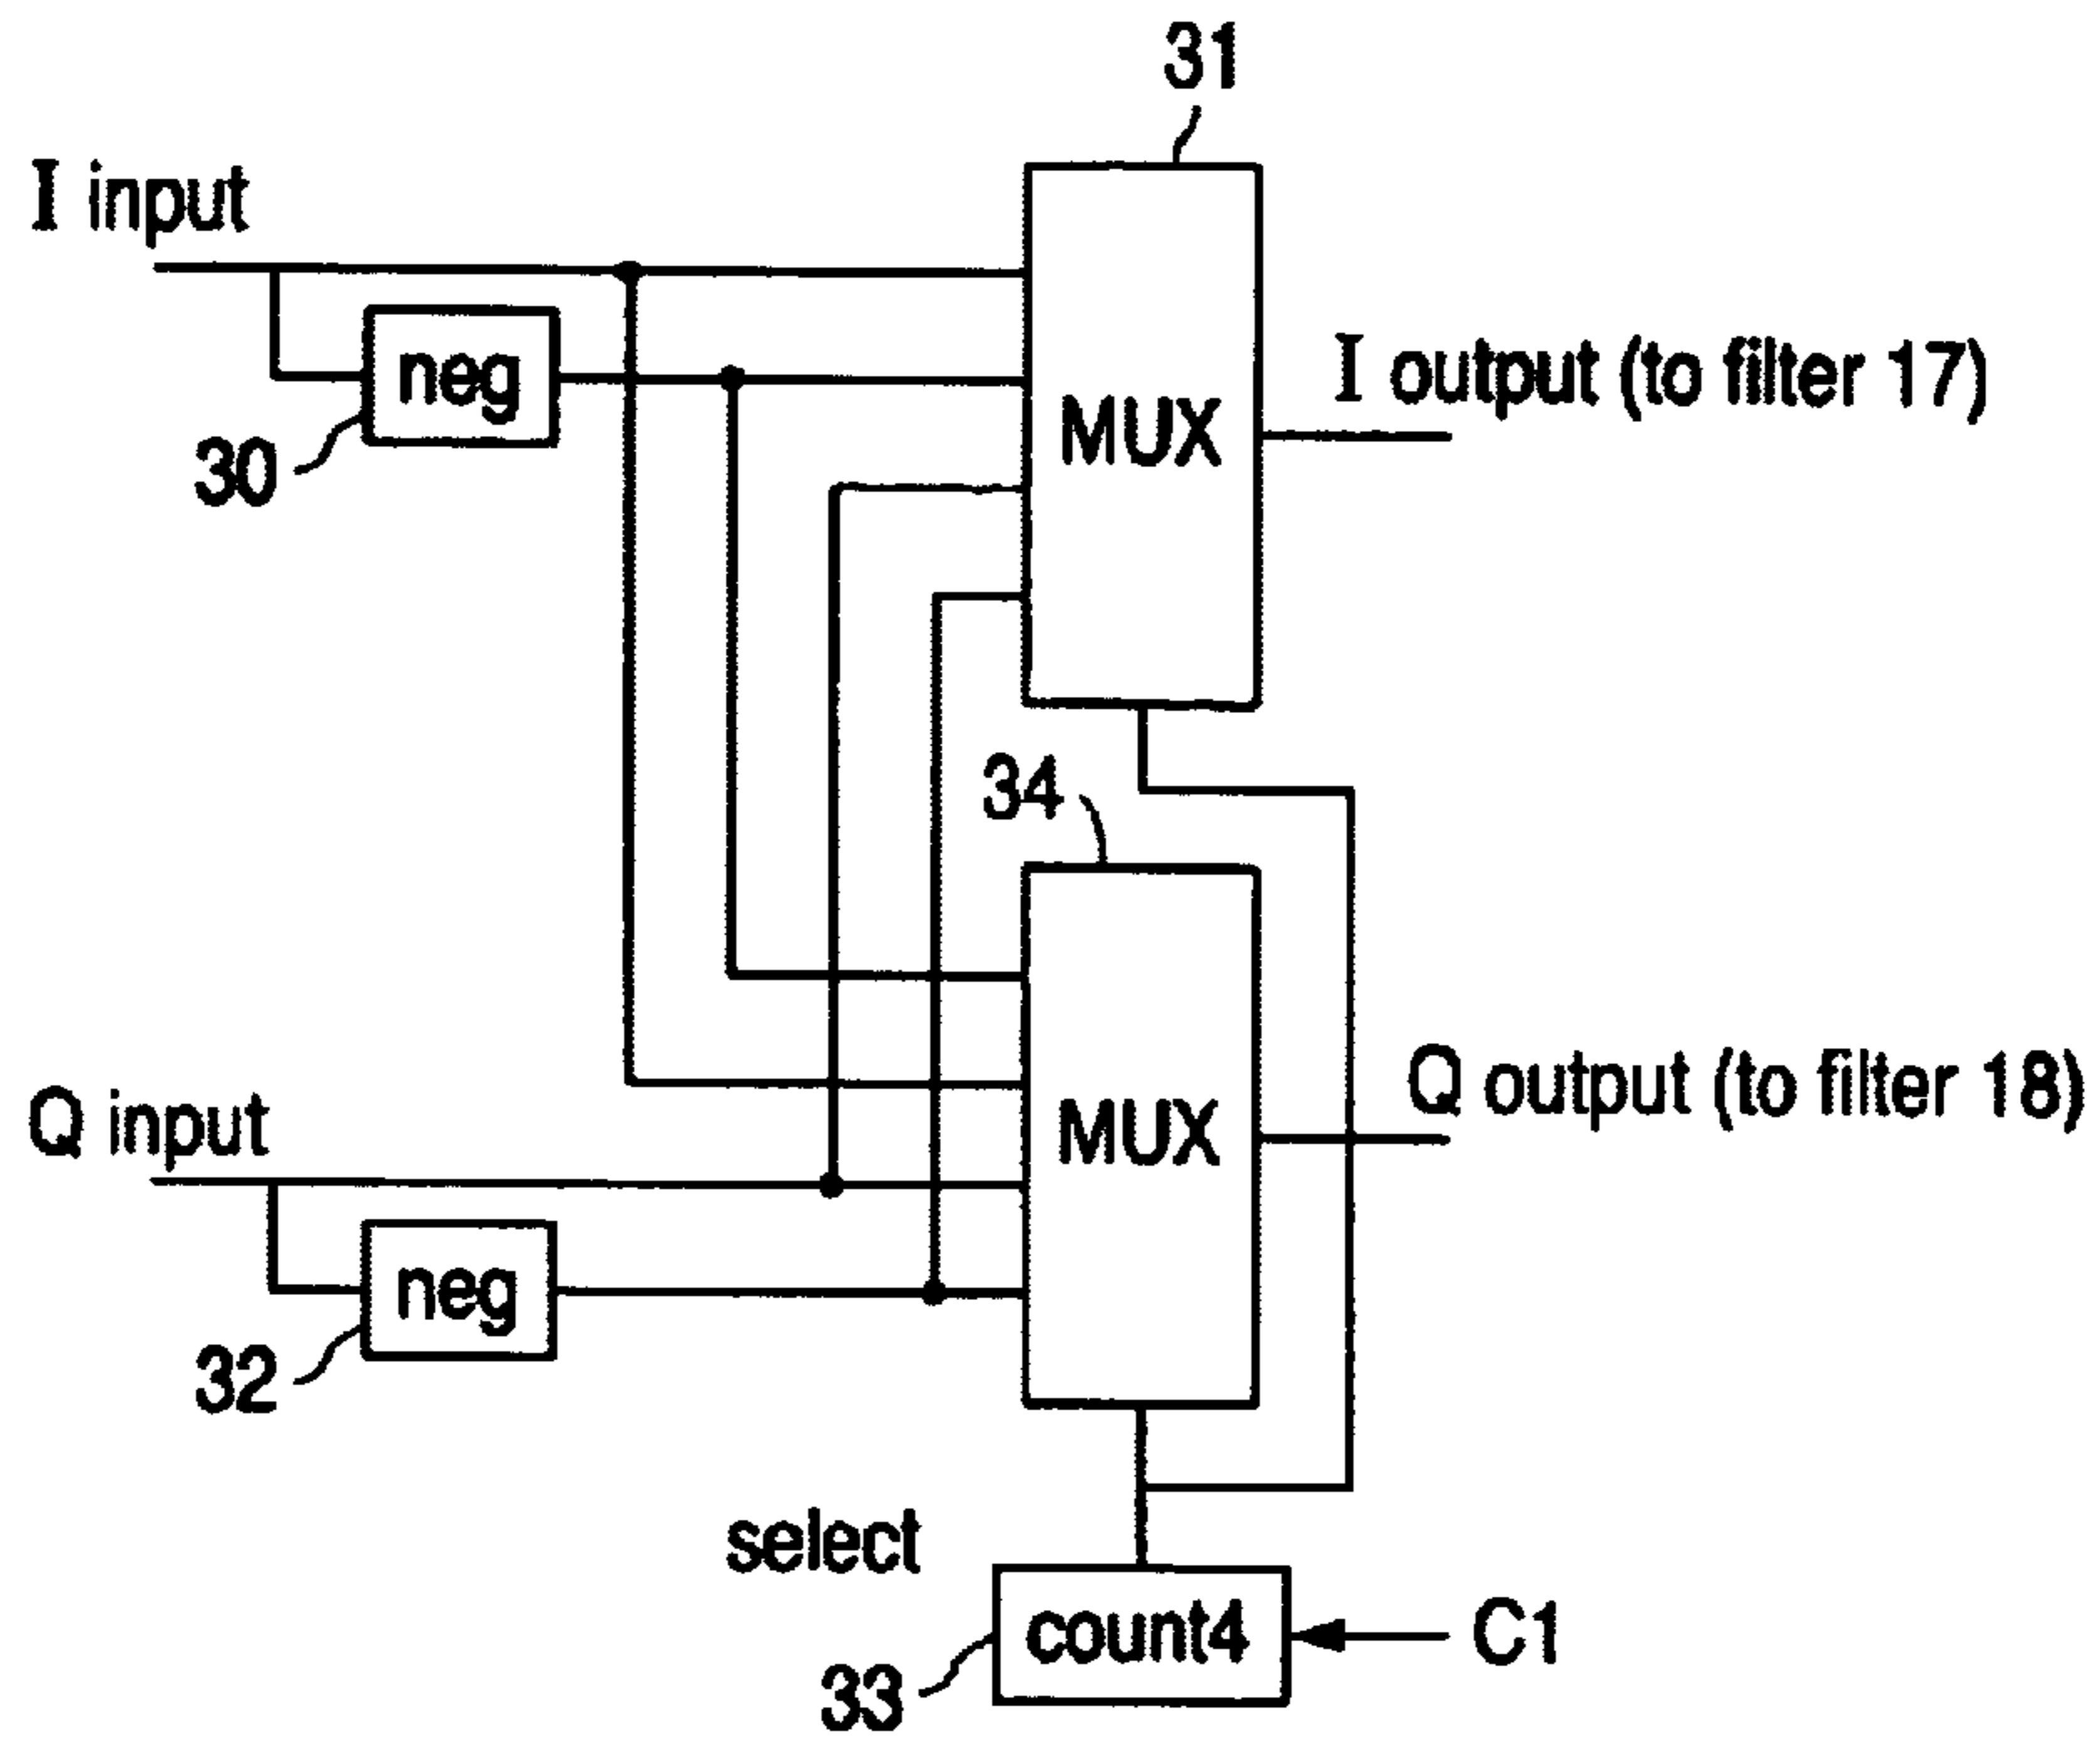 31
I input
neg
30
MUX
I output (to filter 17)
34
Q input
neg
32
MUX
Q output (to filter 18)
select
count4
C1
33